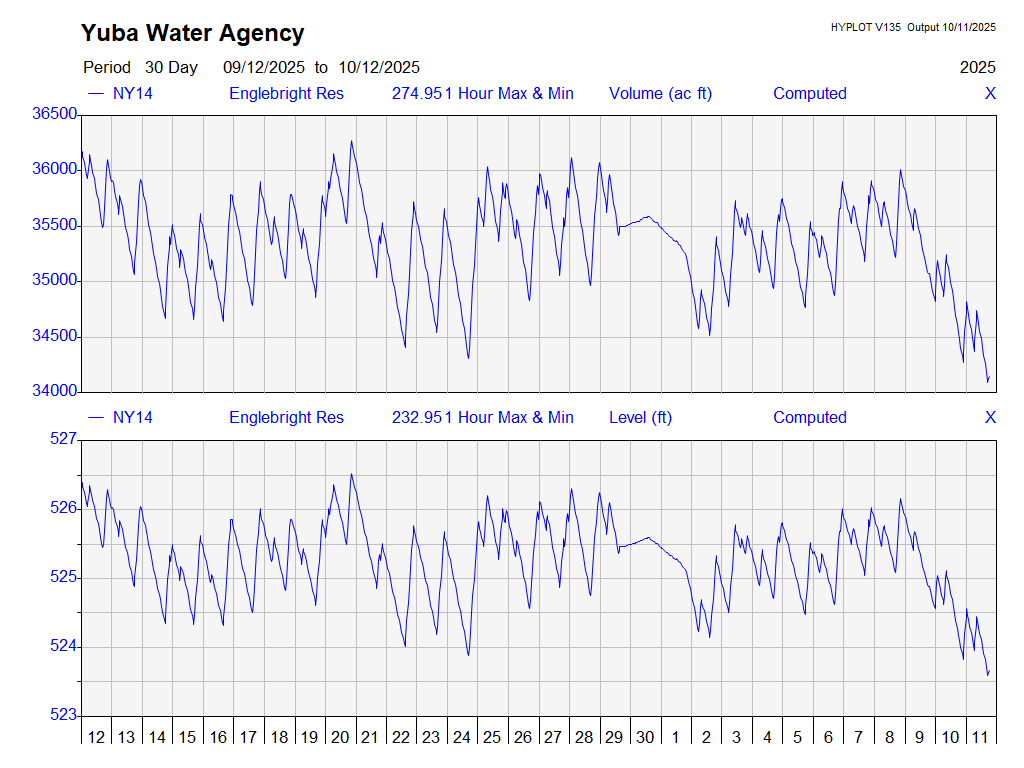 Yuba Water Agency
HYPLOT V135 Output 10/11/2025
Period 30 Day 09/12/2025 to 10/12/2025 2025
NY14 Englebright Res 274.951 Hour Max & Min Volume (ac ft) Computed X
36500
36000
35500
35000
34500
34000
NY14 Englebright Res 232.951 Hour Max & Min Level (ft) Computed X
527
526
525
524
523
12 13 14 15 16 17 18 19 20 21 22 23 24 25 26 27 28 29 30 1 2 3 4 5 6 7 8 9 10 11